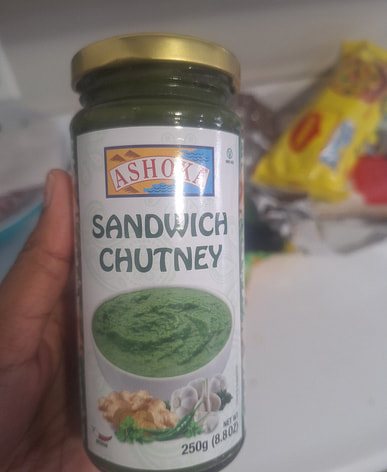 ASHOKA
SANDWICH
CHUTNEY
NET WT.
250g (8.8 OZ)